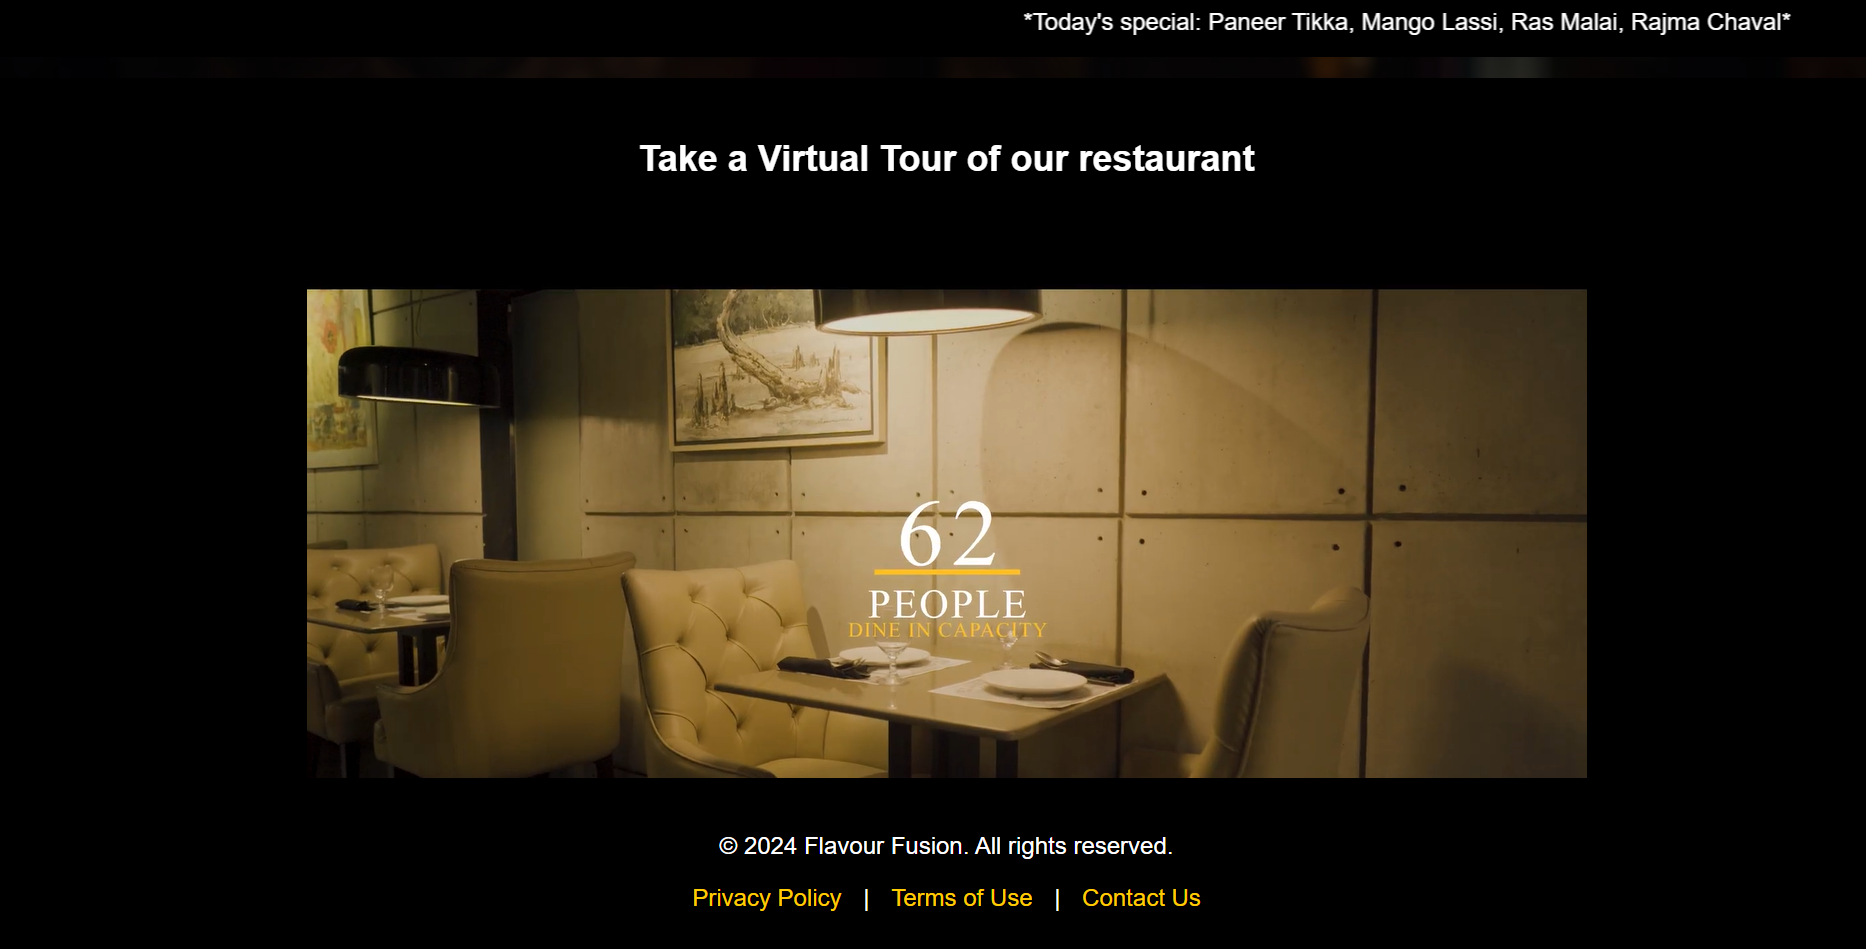 *Today's special: Paneer Tikka, Mango Lassi, Ras Malai, Rajma Chaval*
Take a Virtual Tour of our restaurant
62
PEOPLE
DINE IN CAPACITY
© 2024 Flavour Fusion. All rights reserved.
Privacy Policy | Terms of Use | Contact Us